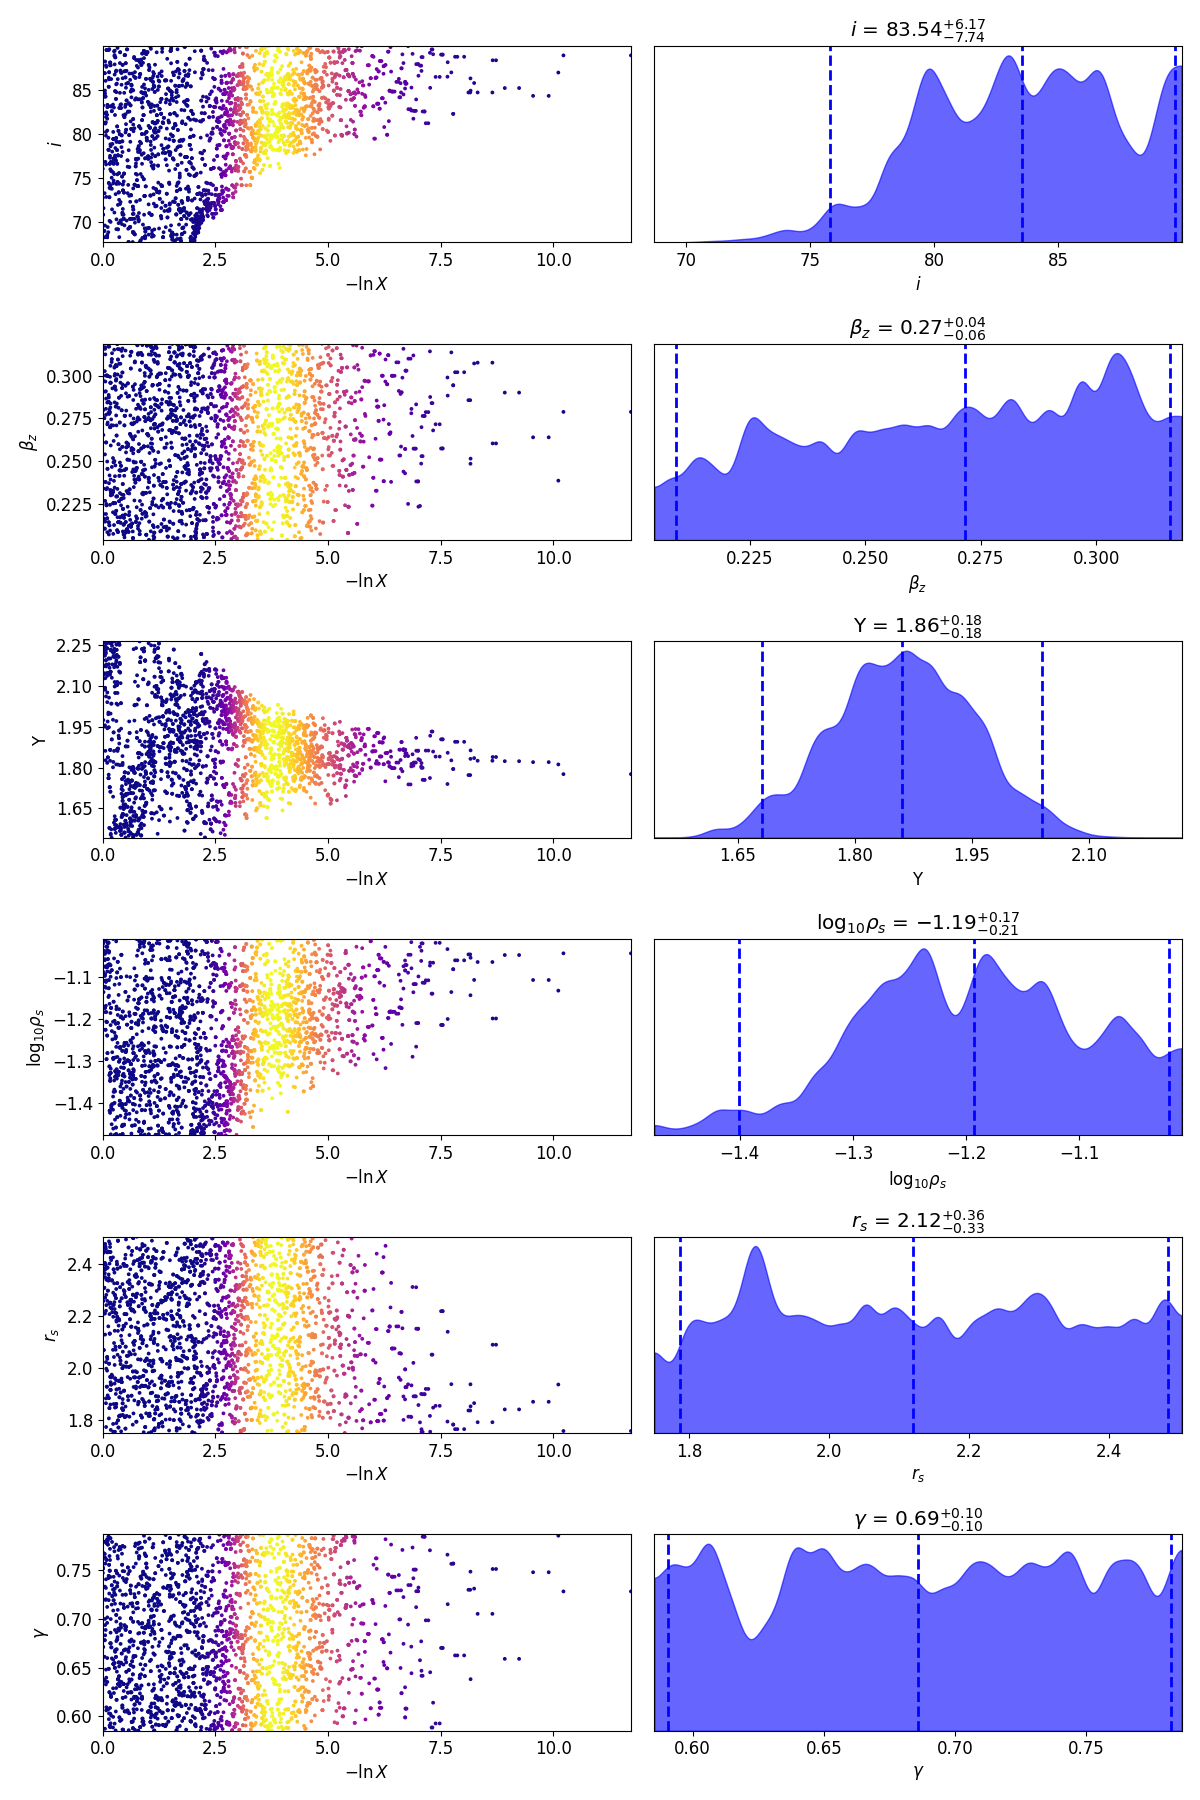 i = 83.54 +6.17 −7.74
85
80
75
70
i
0.0 2.5 5.0 7.5 10.0
−ln X
70 75 80 85
i
β_z = 0.27 +0.04 −0.06
0.300
0.275
0.250
0.225
β_z
0.0 2.5 5.0 7.5 10.0
−ln X
0.225 0.250 0.275 0.300
β_z
Y = 1.86 +0.18 −0.18
2.25
2.10
1.95
1.80
1.65
Y
0.0 2.5 5.0 7.5 10.0
−ln X
1.65 1.80 1.95 2.10
Y
log₁₀ρ_s = −1.19 +0.17 −0.21
−1.1
−1.2
−1.3
−1.4
log₁₀ρ_s
0.0 2.5 5.0 7.5 10.0
−ln X
−1.4 −1.3 −1.2 −1.1
log₁₀ρ_s
r_s = 2.12 +0.36 −0.33
2.4
2.2
2.0
1.8
r_s
0.0 2.5 5.0 7.5 10.0
−ln X
1.8 2.0 2.2 2.4
r_s
γ = 0.69 +0.10 −0.10
0.75
0.70
0.65
0.60
γ
0.0 2.5 5.0 7.5 10.0
−ln X
0.60 0.65 0.70 0.75
γ